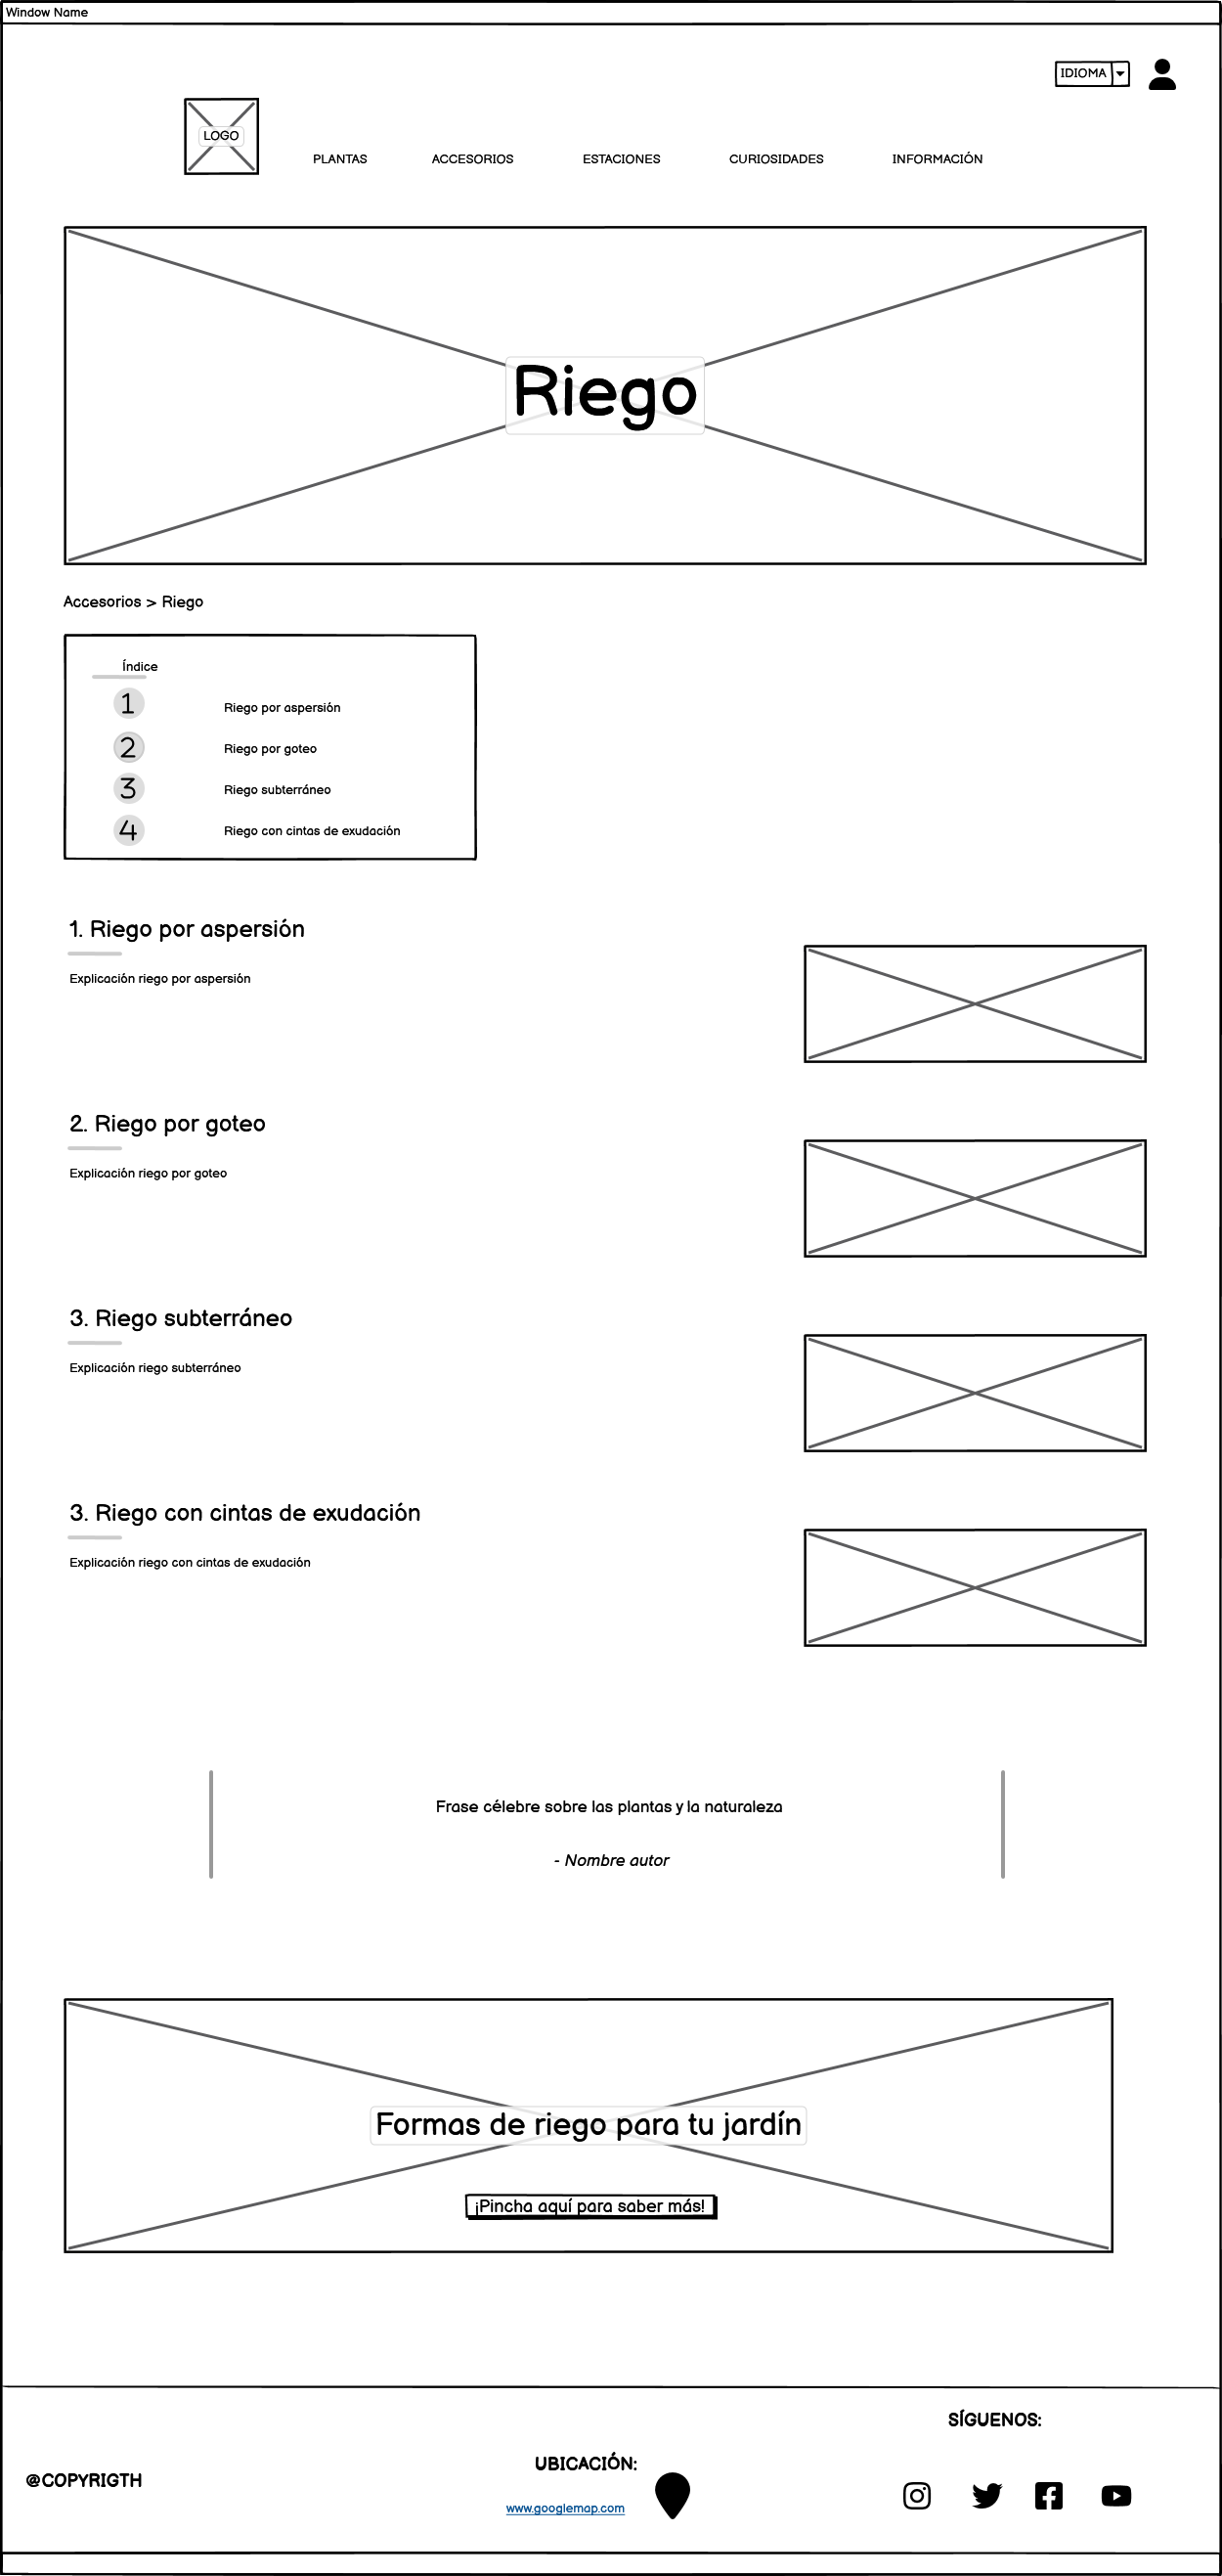 Window Name
IDIOMA
LOGO
PLANTAS ACCESORIOS ESTACIONES CURIOSIDADES INFORMACIÓN
Riego
Accesorios > Riego
Índice
1 Riego por aspersión
2 Riego por goteo
3 Riego subterráneo
4 Riego con cintas de exudación
1. Riego por aspersión
Explicación riego por aspersión
2. Riego por goteo
Explicación riego por goteo
3. Riego subterráneo
Explicación riego subterráneo
3. Riego con cintas de exudación
Explicación riego con cintas de exudación
Frase célebre sobre las plantas y la naturaleza
- Nombre autor
Formas de riego para tu jardín
¡Pincha aquí para saber más!
SÍGUENOS:
UBICACIÓN:
@COPYRIGTH
www.googlemap.com